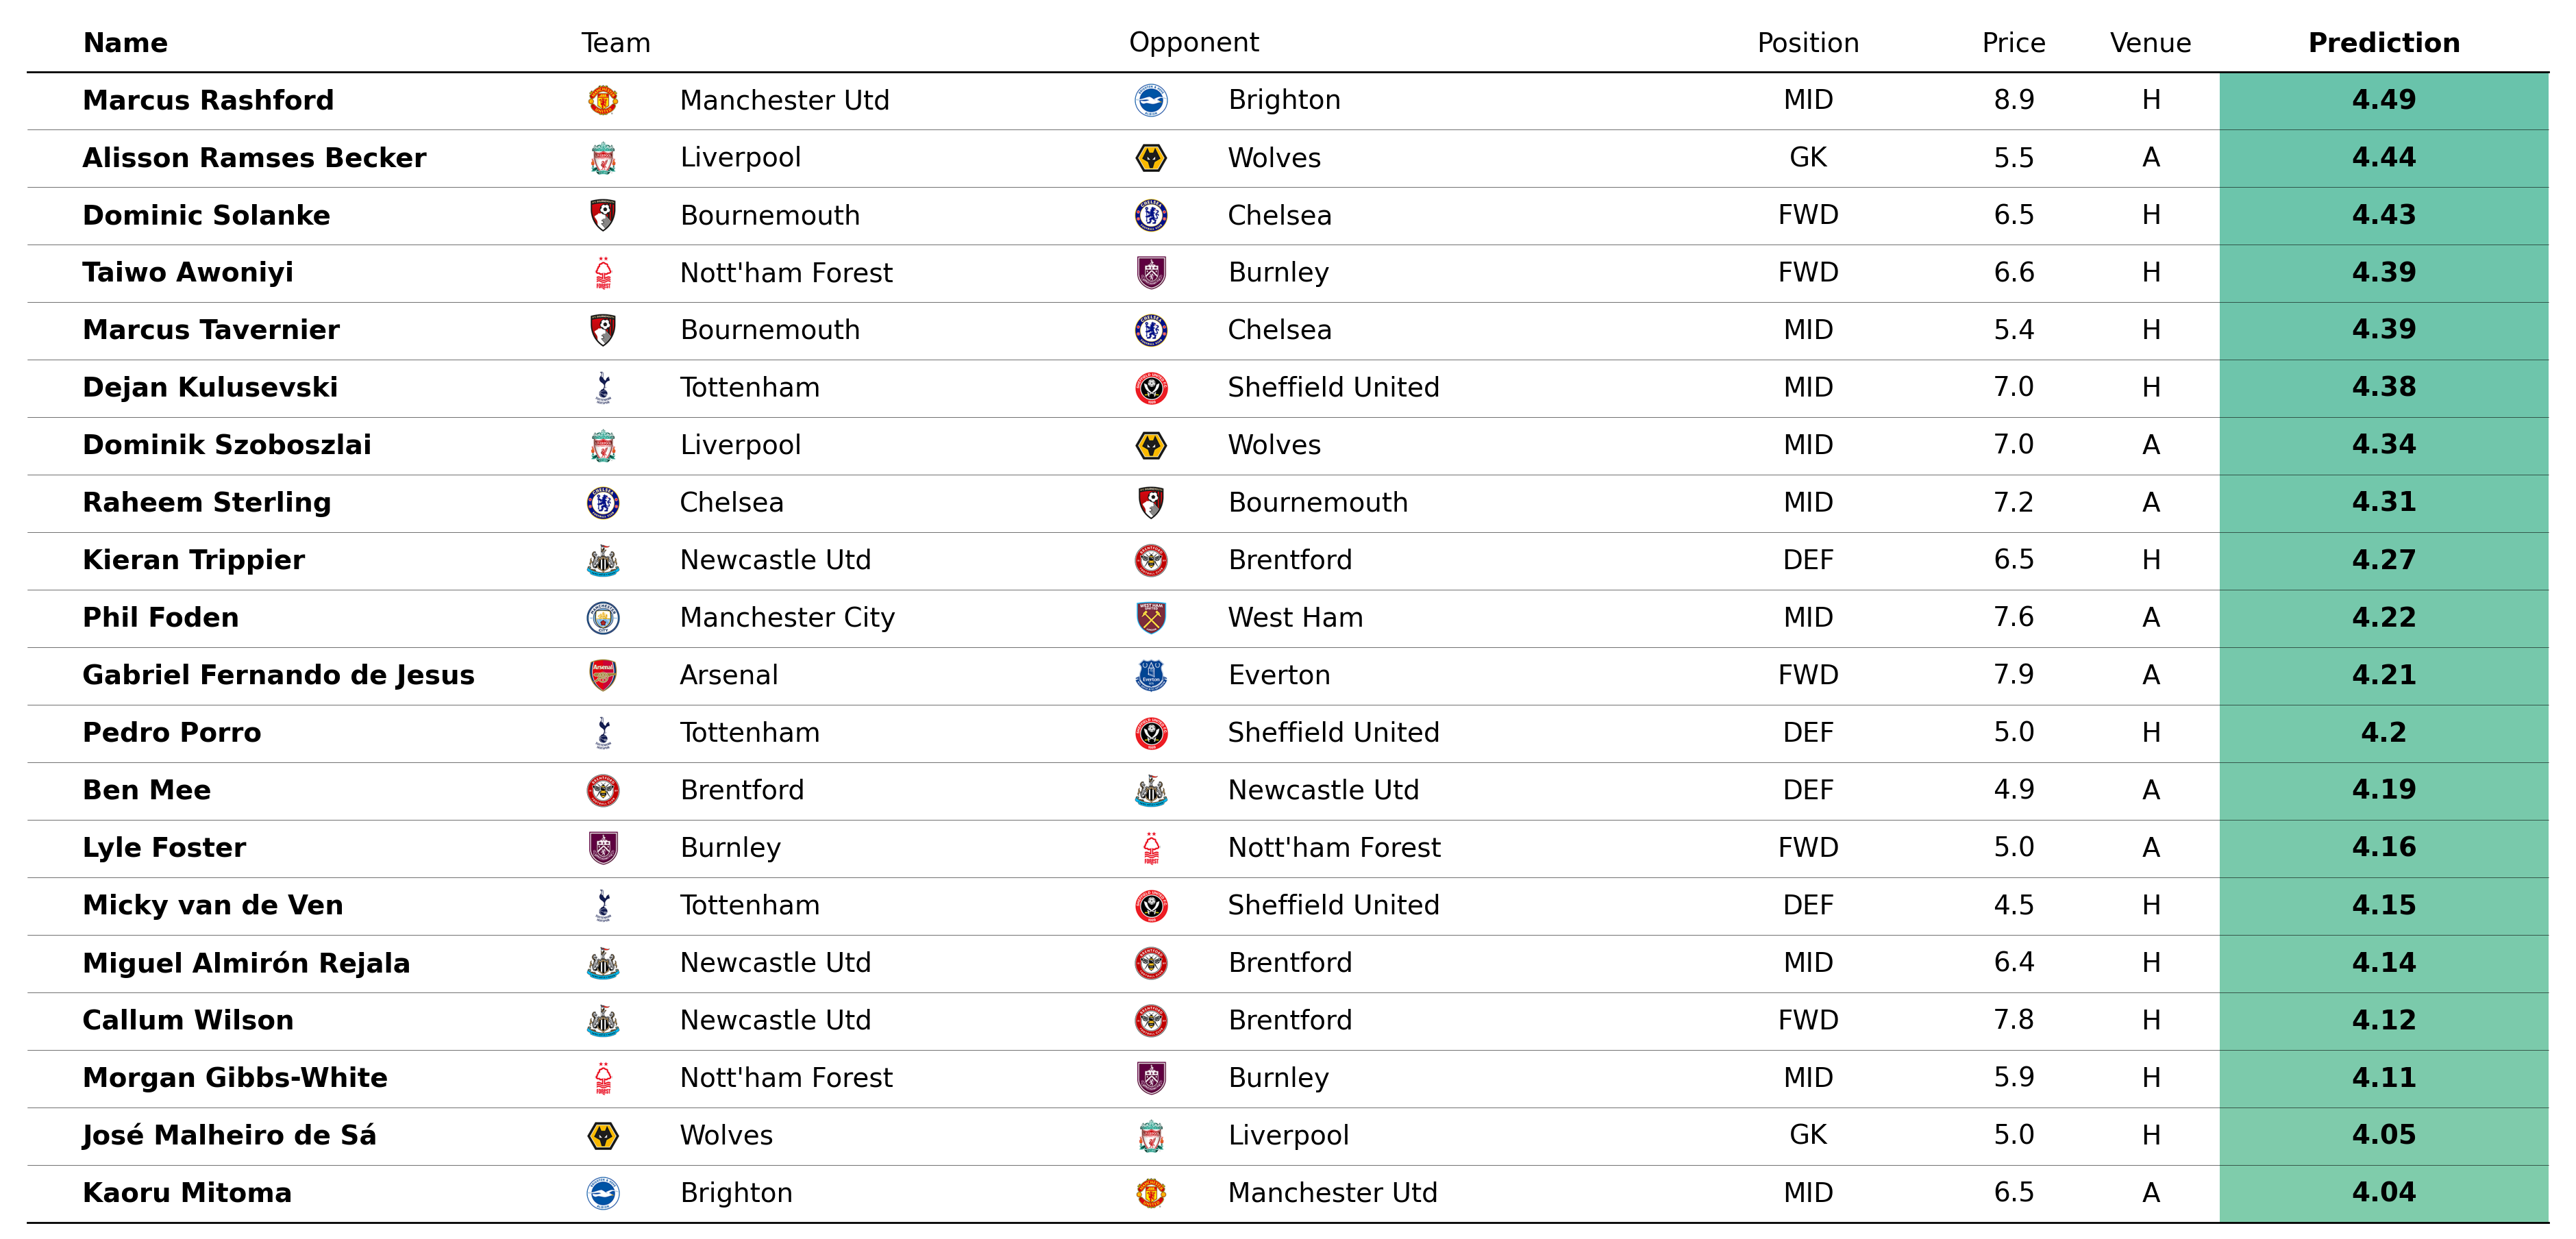 Name Team Opponent Position Price Venue Prediction
Marcus Rashford Manchester Utd Brighton MID 8.9 H 4.49
Alisson Ramses Becker Liverpool Wolves GK 5.5 A 4.44
Dominic Solanke Bournemouth Chelsea FWD 6.5 H 4.43
Taiwo Awoniyi Nott'ham Forest Burnley FWD 6.6 H 4.39
Marcus Tavernier Bournemouth Chelsea MID 5.4 H 4.39
Dejan Kulusevski Tottenham Sheffield United MID 7.0 H 4.38
Dominik Szoboszlai Liverpool Wolves MID 7.0 A 4.34
Raheem Sterling Chelsea Bournemouth MID 7.2 A 4.31
Kieran Trippier Newcastle Utd Brentford DEF 6.5 H 4.27
Phil Foden Manchester City West Ham MID 7.6 A 4.22
Gabriel Fernando de Jesus Arsenal Everton FWD 7.9 A 4.21
Pedro Porro Tottenham Sheffield United DEF 5.0 H 4.2
Ben Mee Brentford Newcastle Utd DEF 4.9 A 4.19
Lyle Foster Burnley Nott'ham Forest FWD 5.0 A 4.16
Micky van de Ven Tottenham Sheffield United DEF 4.5 H 4.15
Miguel Almirón Rejala Newcastle Utd Brentford MID 6.4 H 4.14
Callum Wilson Newcastle Utd Brentford FWD 7.8 H 4.12
Morgan Gibbs-White Nott'ham Forest Burnley MID 5.9 H 4.11
José Malheiro de Sá Wolves Liverpool GK 5.0 H 4.05
Kaoru Mitoma Brighton Manchester Utd MID 6.5 A 4.04